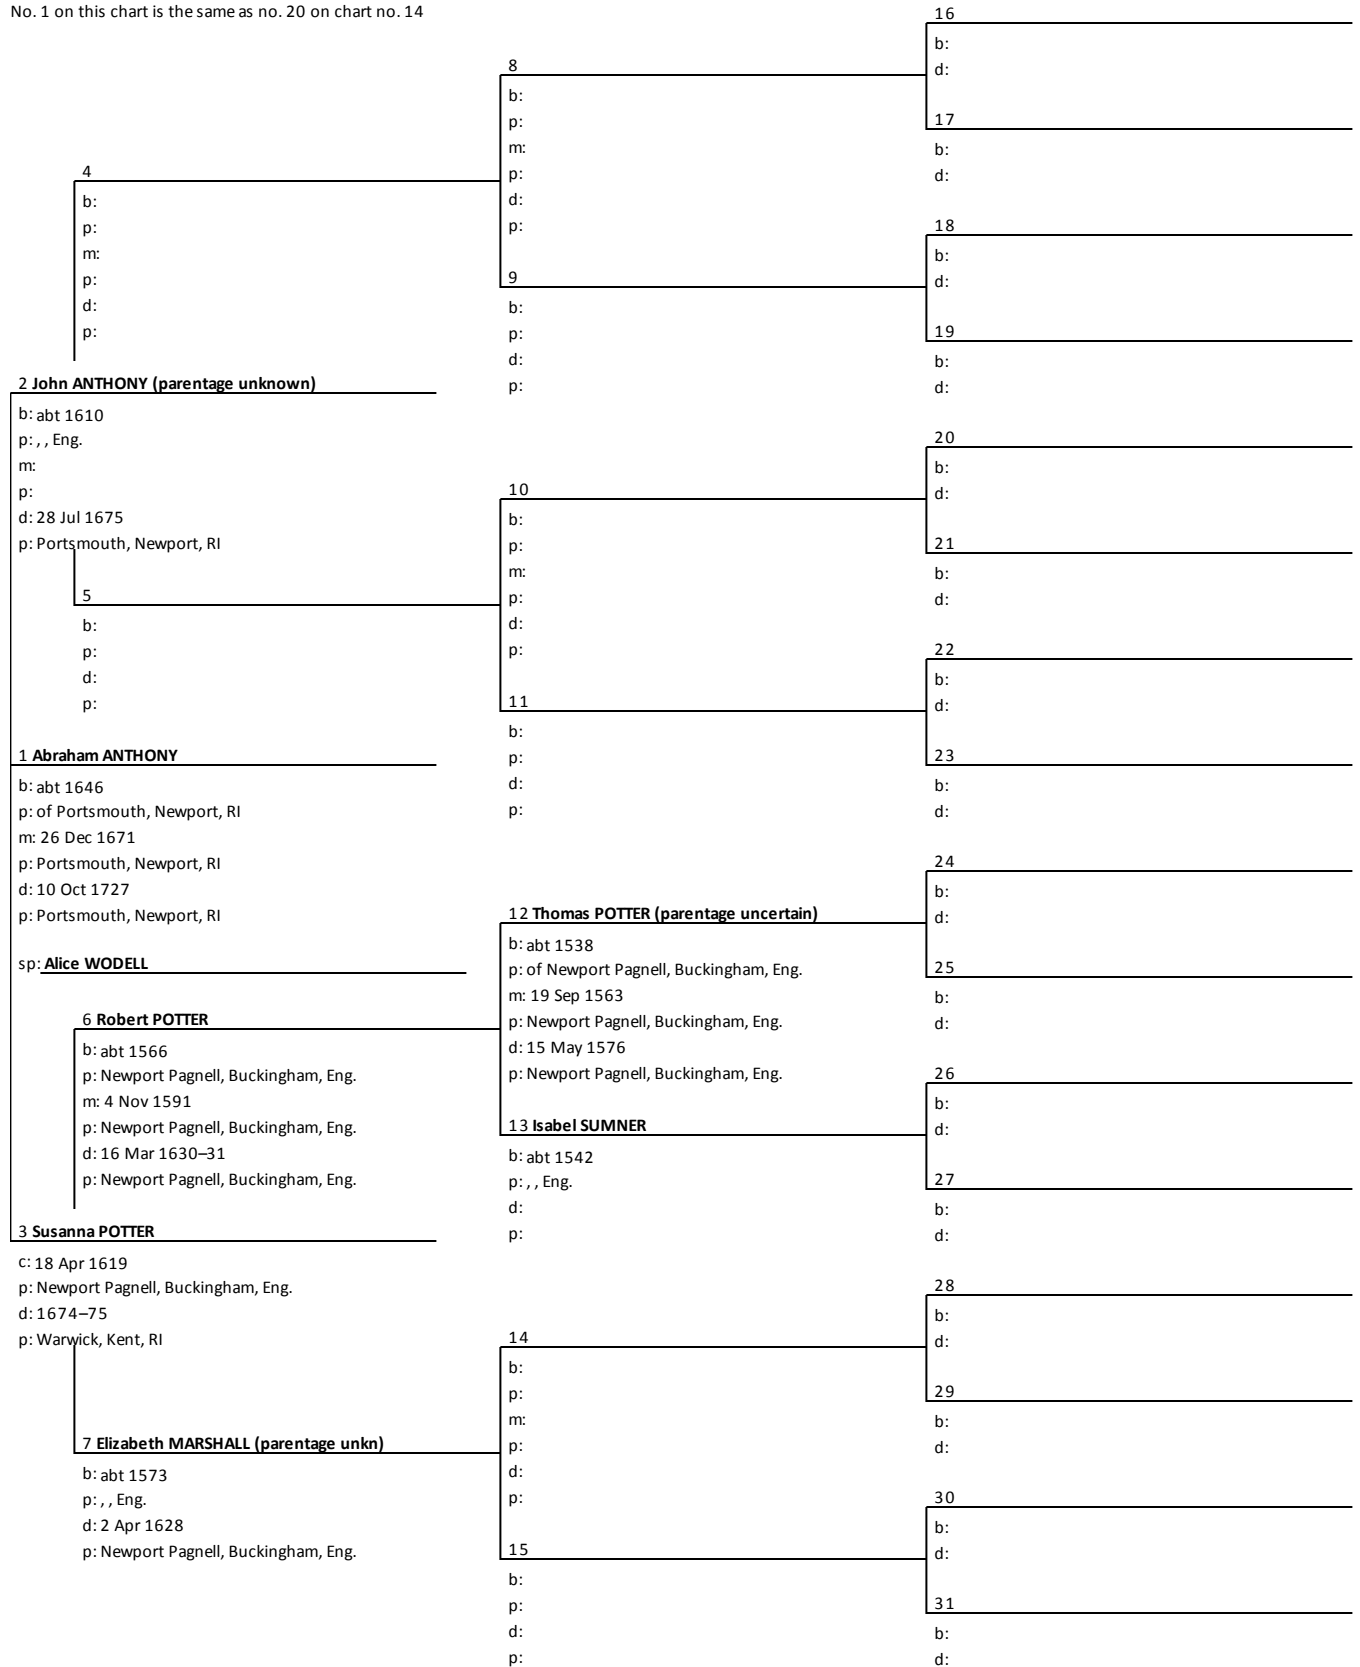 No. 1 on this chart is the same as no. 20 on chart no. 14
16
b:
d:
8
b:
p:
m:
p:
d:
p:
17
b:
d:
4
b:
p:
m:
p:
d:
p:
18
b:
d:
9
b:
p:
d:
p:
19
b:
d:
2 John ANTHONY (parentage unknown)
b: abt 1610
p: , , Eng.
m:
p:
d: 28 Jul 1675
p: Portsmouth, Newport, RI
20
b:
d:
10
b:
p:
m:
p:
d:
p:
21
b:
d:
5
b:
p:
d:
p:
22
b:
d:
11
b:
p:
d:
p:
23
b:
d:
1 Abraham ANTHONY
b: abt 1646
p: of Portsmouth, Newport, RI
m: 26 Dec 1671
p: Portsmouth, Newport, RI
d: 10 Oct 1727
p: Portsmouth, Newport, RI
sp: Alice WODELL
24
b:
d:
12 Thomas POTTER (parentage uncertain)
b: abt 1538
p: of Newport Pagnell, Buckingham, Eng.
m: 19 Sep 1563
p: Newport Pagnell, Buckingham, Eng.
d: 15 May 1576
p: Newport Pagnell, Buckingham, Eng.
25
b:
d:
6 Robert POTTER
b: abt 1566
p: Newport Pagnell, Buckingham, Eng.
m: 4 Nov 1591
p: Newport Pagnell, Buckingham, Eng.
d: 16 Mar 1630–31
p: Newport Pagnell, Buckingham, Eng.
26
b:
d:
13 Isabel SUMNER
b: abt 1542
p: , , Eng.
d:
p:
27
b:
d:
3 Susanna POTTER
c: 18 Apr 1619
p: Newport Pagnell, Buckingham, Eng.
d: 1674–75
p: Warwick, Kent, RI
28
b:
d:
14
b:
p:
m:
p:
d:
p:
29
b:
d:
7 Elizabeth MARSHALL (parentage unkn)
b: abt 1573
p: , , Eng.
d: 2 Apr 1628
p: Newport Pagnell, Buckingham, Eng.
30
b:
d:
15
b:
p:
d:
p:
31
b:
d: